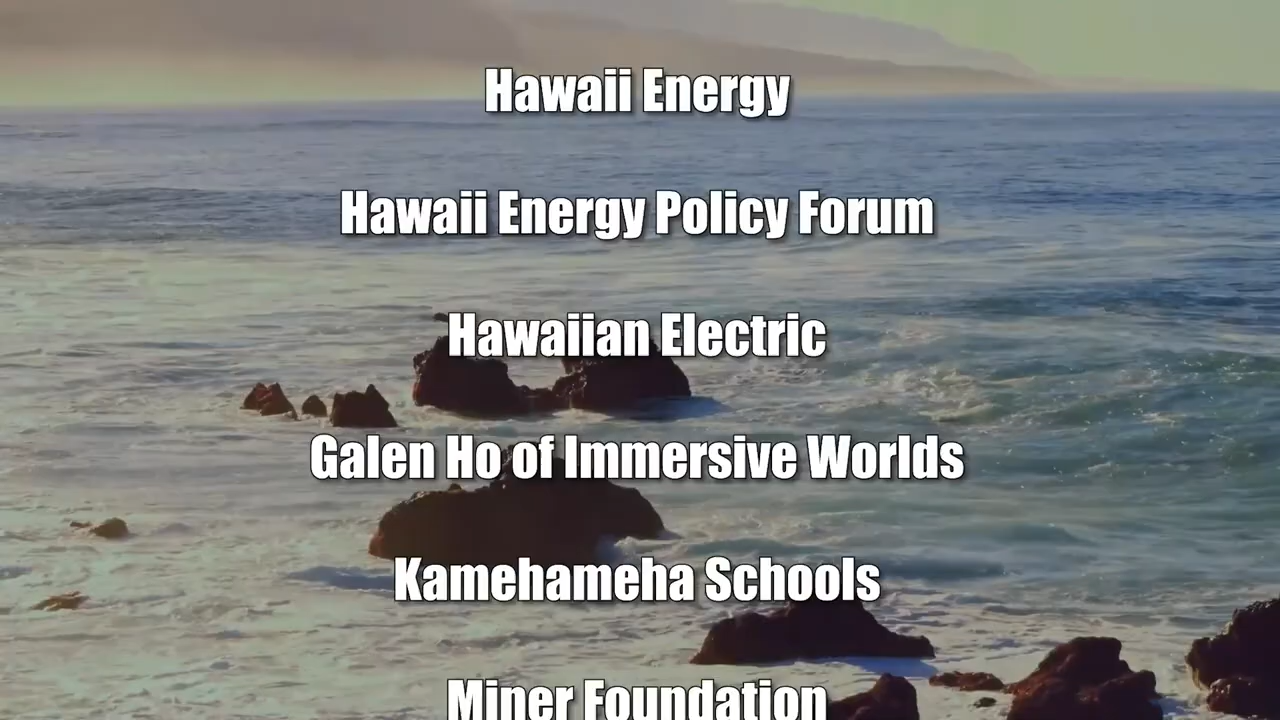 Hawaii Energy
Hawaii Energy Policy Forum
Hawaiian Electric
Galen Ho of Immersive Worlds
Kamehameha Schools
Miner Foundation